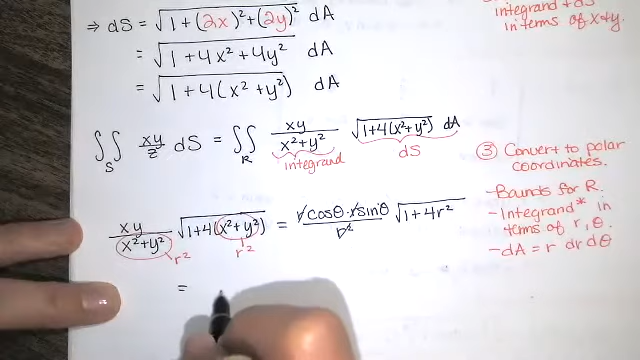 ⇒ dS = √(1 + (2x)² + (2y)²) dA
= √(1 + 4x² + 4y²) dA
= √(1 + 4(x² + y²)) dA
integrand + dS
in terms of x & y.
∬_S xy/z dS = ∬_R xy/(x² + y²) √(1+4(x²+y²)) dA
integrand dS
③ Convert to polar
coordinates.
- Bounds for R.
- Integrand* in
terms of r, θ.
- dA = r dr dθ
xy/(x²+y²) √(1+4(x²+y²)) = r cosθ · r sinθ / r² √(1+4r²)
r² r²
=